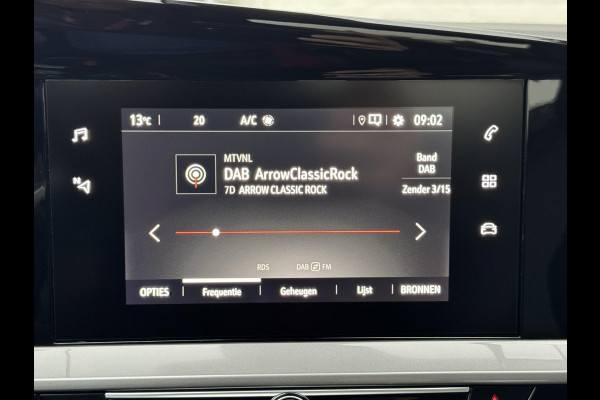 13°C 20 A/C 09:02
MTVNL
DAB ArrowClassicRock
7D ARROW CLASSIC ROCK
Band
DAB
Zender 3/15
N
RDS DAB FM
OPTIES Frequentie Geheugen Lijst BRONNEN